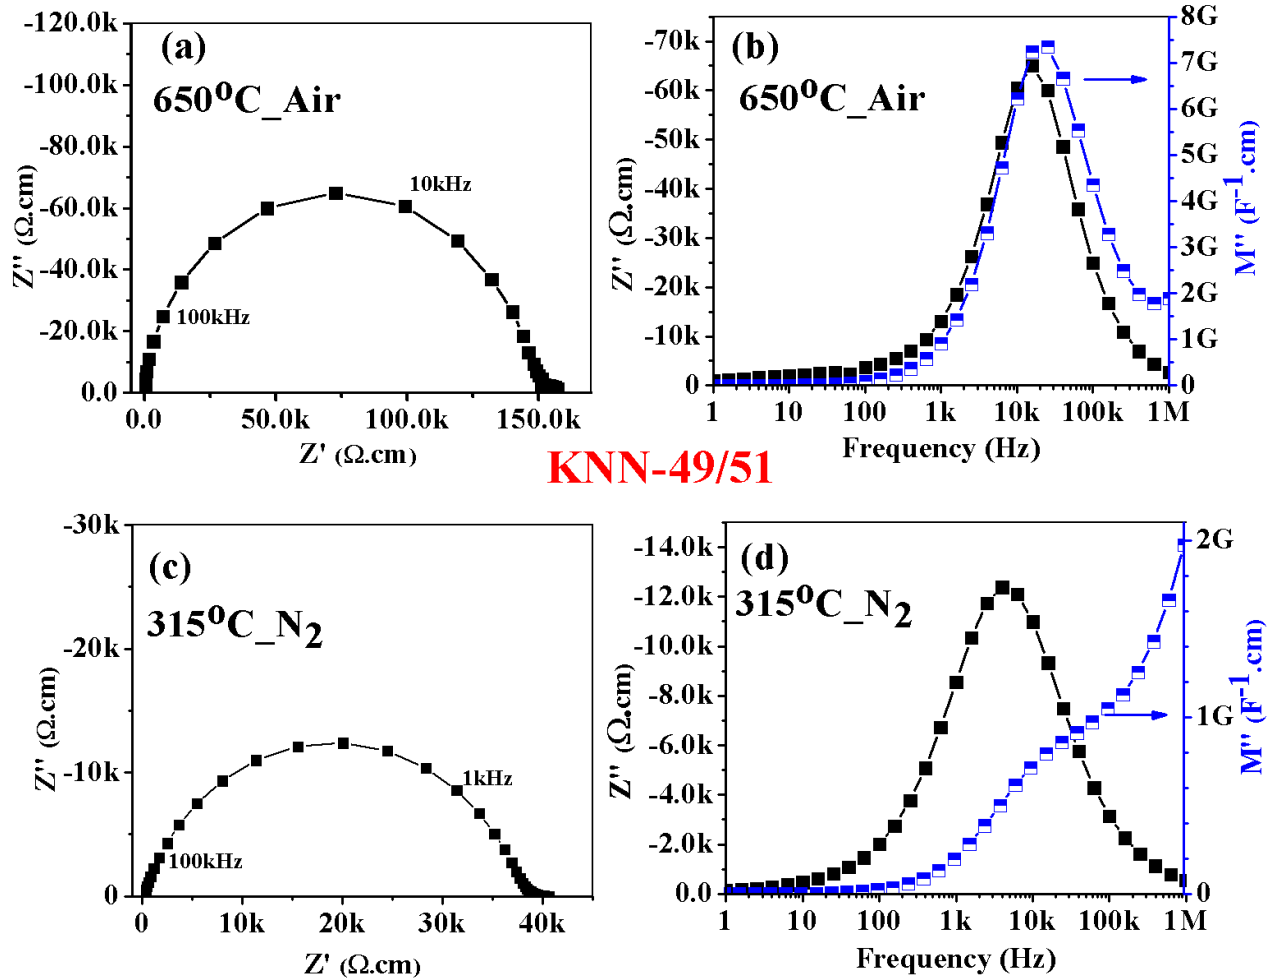 (a)
650°C_Air
-120.0k
-100.0k
-80.0k
-60.0k
-40.0k
-20.0k
0.0
Z'' (Ω.cm)
10kHz
100kHz
0.0 50.0k 100.0k 150.0k
Z' (Ω.cm)
(b)
650°C_Air
-70k
-60k
-50k
-40k
-30k
-20k
-10k
0
Z'' (Ω.cm)
8G
7G
6G
5G
4G
3G
2G
1G
0
M'' (F⁻¹.cm)
1 10 100 1k 10k 100k 1M
Frequency (Hz)
KNN-49/51
(c)
315°C_N₂
-30k
-20k
-10k
0
Z'' (Ω.cm)
1kHz
100kHz
0 10k 20k 30k 40k
Z' (Ω.cm)
(d)
315°C_N₂
-14.0k
-12.0k
-10.0k
-8.0k
-6.0k
-4.0k
-2.0k
0.0
Z'' (Ω.cm)
2G
1G
0
M'' (F⁻¹.cm)
1 10 100 1k 10k 100k 1M
Frequency (Hz)